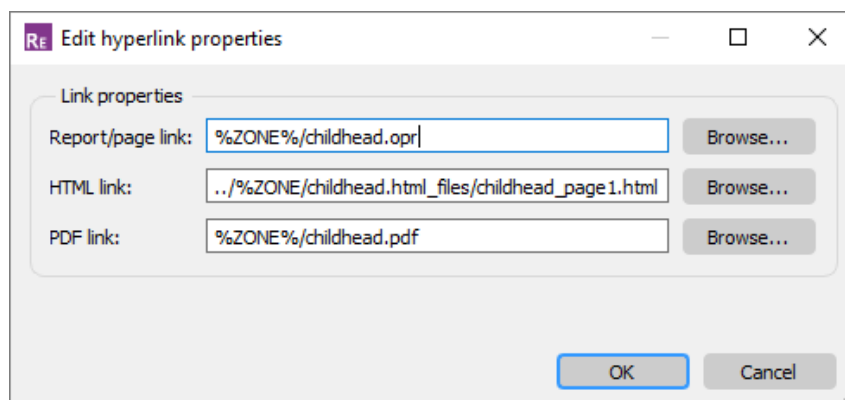 RE Edit hyperlink properties
Link properties
Report/page link: %ZONE%/childhead.opr Browse...
HTML link: ../%ZONE/childhead.html_files/childhead_page1.html Browse...
PDF link: %ZONE%/childhead.pdf Browse...
OK Cancel